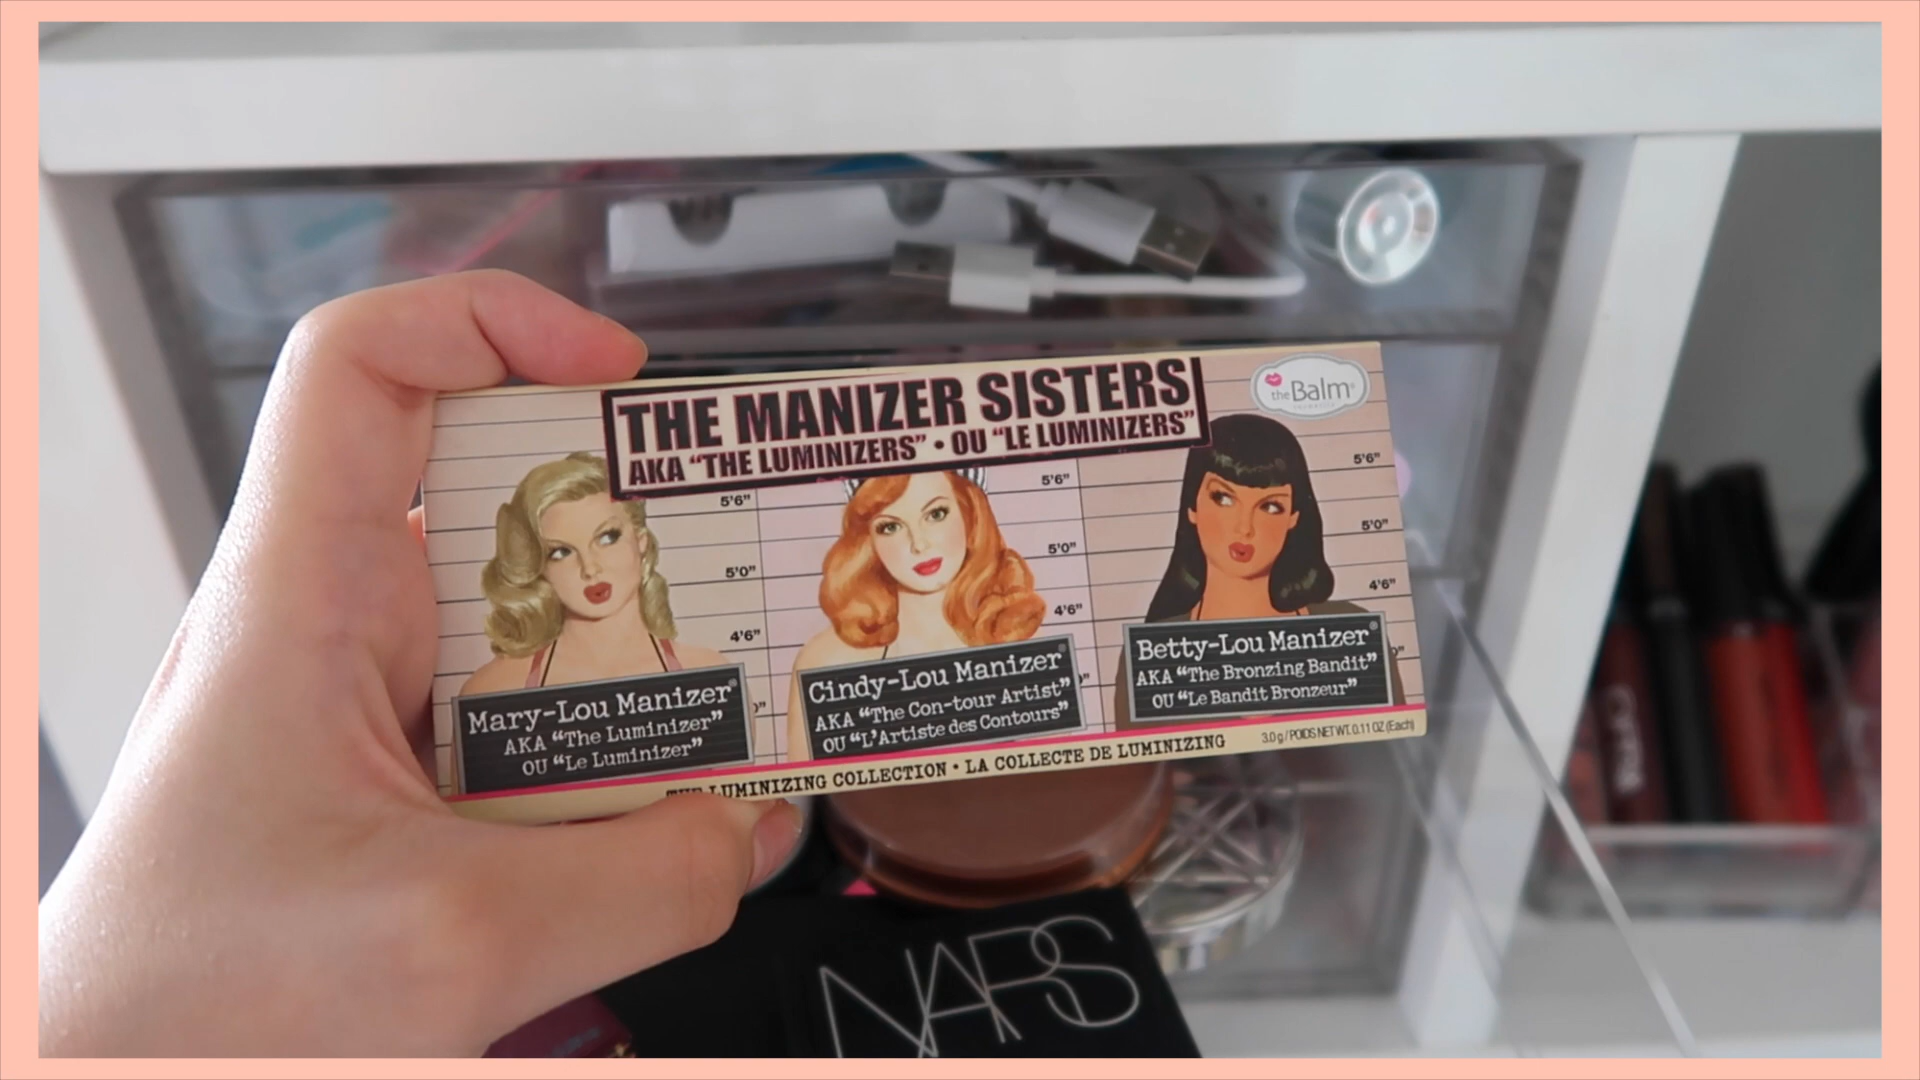 THE MANIZER SISTERS
AKA “THE LUMINIZERS” • OU “LE LUMINIZERS”
theBalm®
5'6"
5'0"
4'6"
5'6"
5'0"
4'6"
5'6"
5'0"
4'6"
Mary-Lou Manizer®
AKA “The Luminizer”
OU “Le Luminizer”
Cindy-Lou Manizer®
AKA “The Con-tour Artist”
OU “L'Artiste des Contours”
Betty-Lou Manizer®
AKA “The Bronzing Bandit”
OU “Le Bandit Bronzeur”
THE LUMINIZING COLLECTION • LA COLLECTE DE LUMINIZING
3.0 g / POIDS NET WT. 0.11 OZ (Each)
NARS